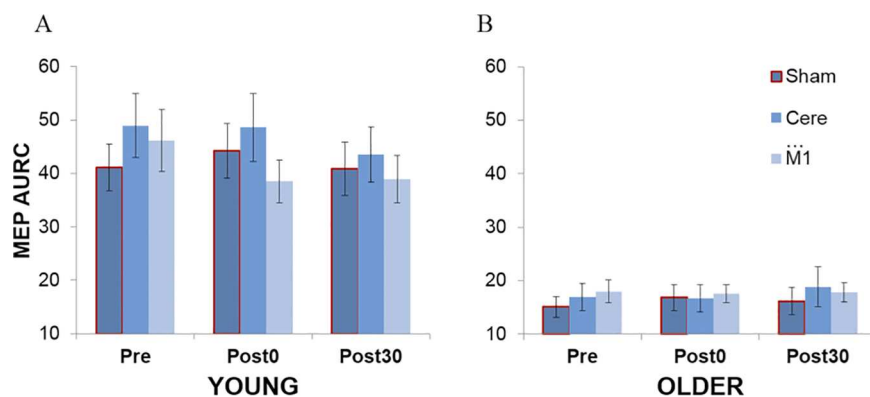 A
60
50
40
30
20
10
MEP AURC
Pre
Post0
Post30
YOUNG
B
60
50
40
30
20
10
Sham
Cere
...
M1
Pre
Post0
Post30
OLDER